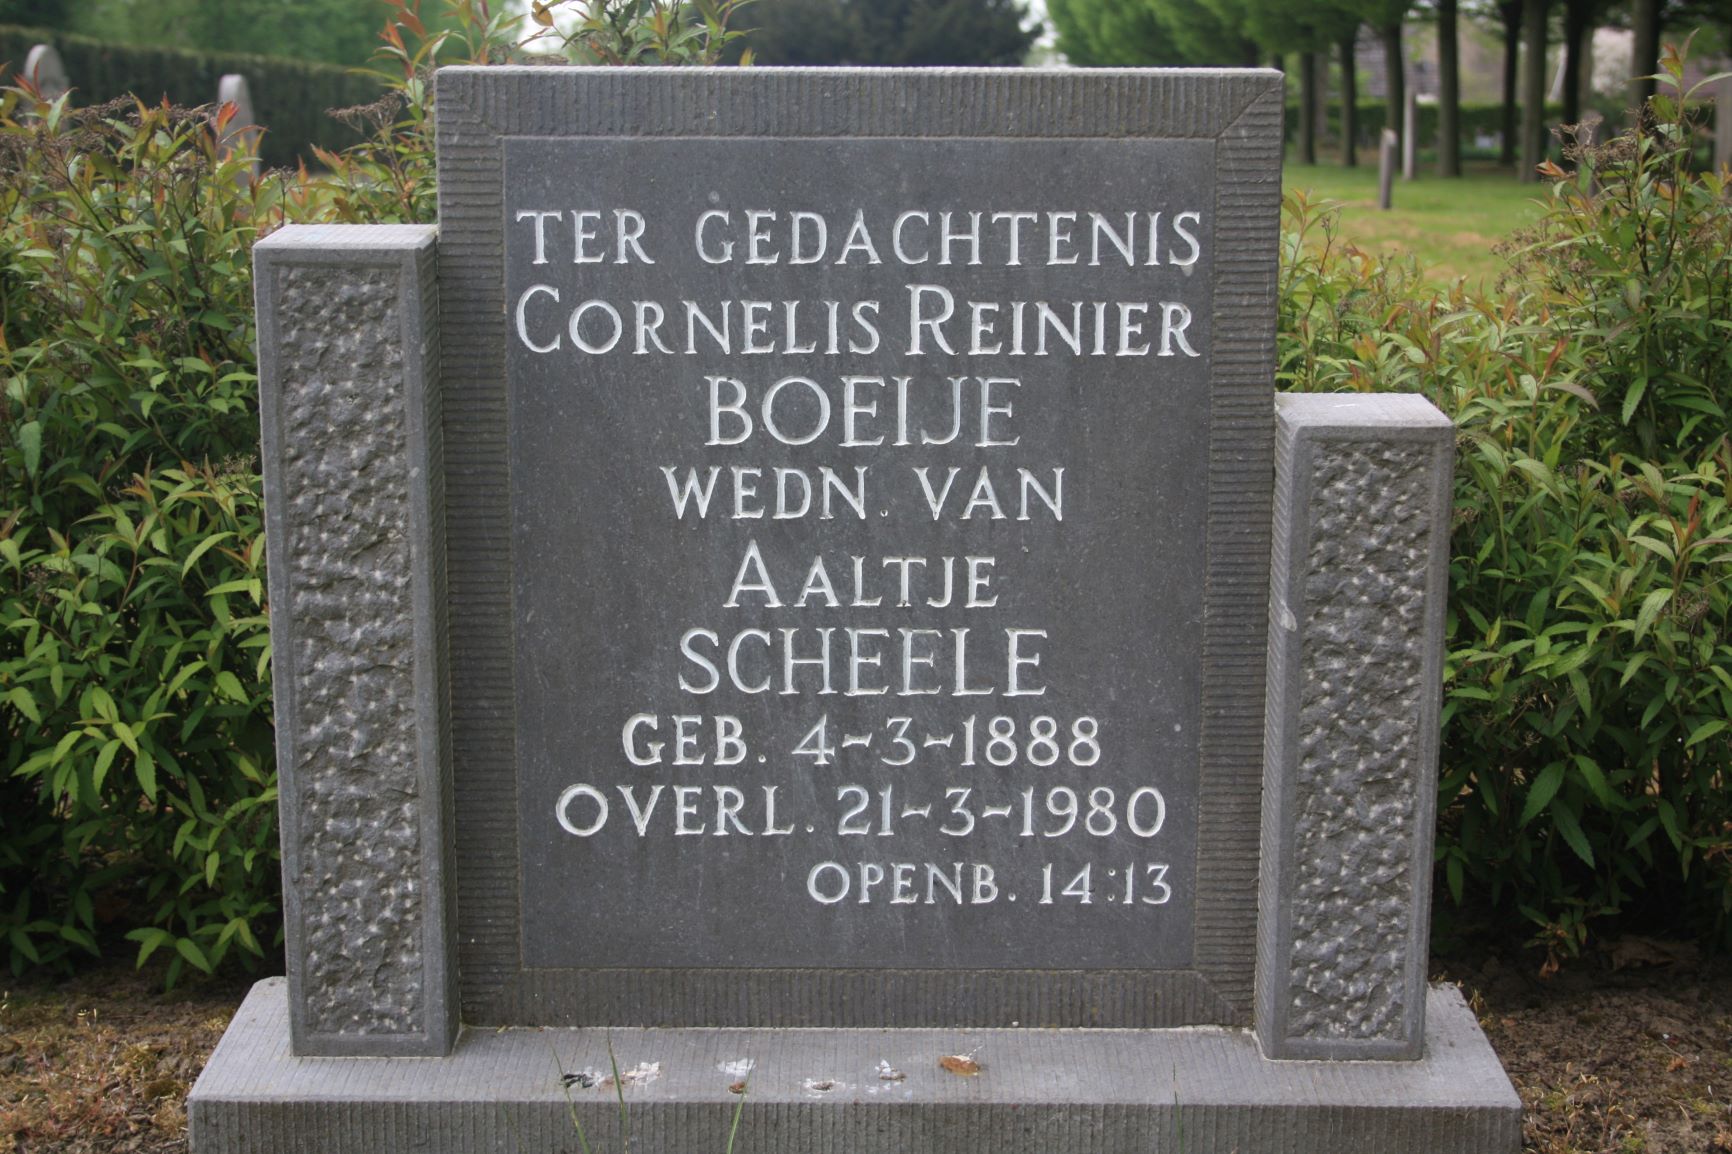 TER GEDACHTENIS
CORNELIS REINIER
BOEIJE
WEDN. VAN
AALTJE
SCHEELE
GEB. 4-3-1888
OVERL. 21-3-1980
OPENB. 14:13